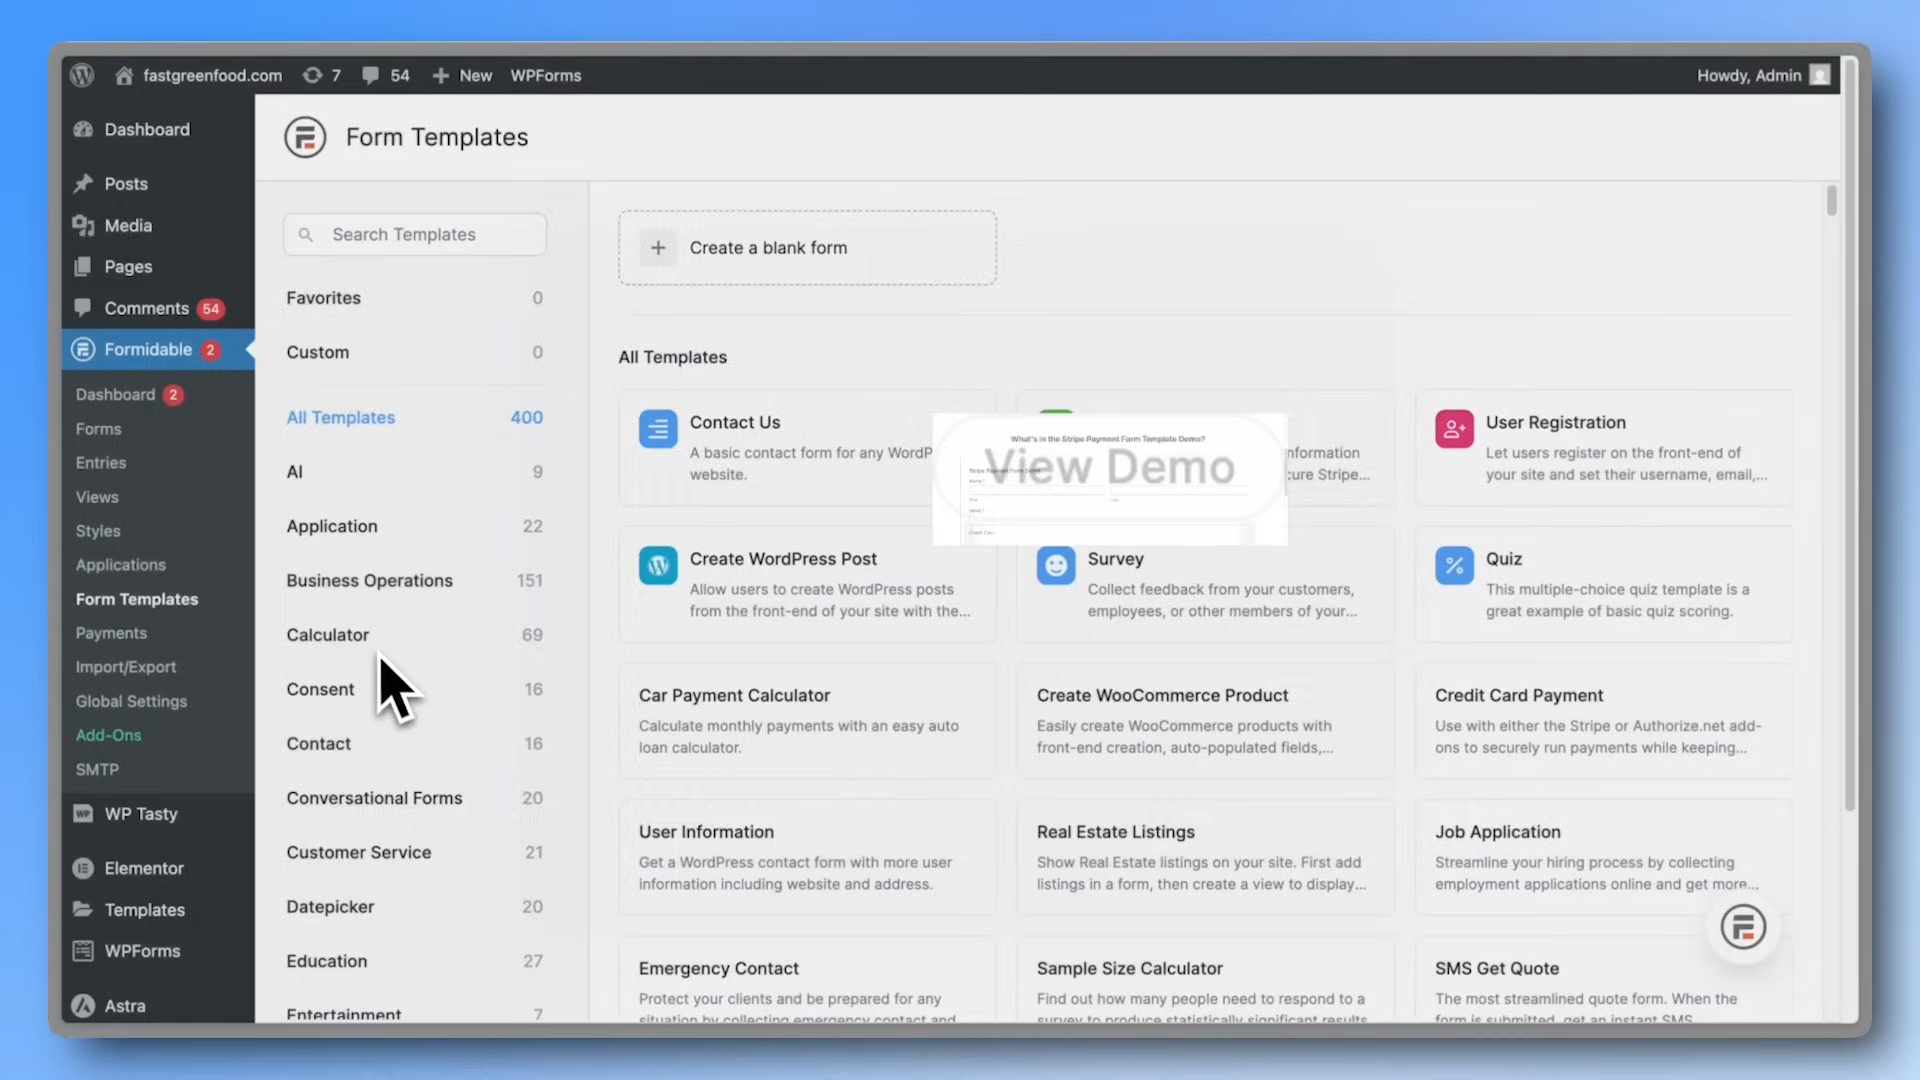 fastgreenfood.com 7 54 New WPForms Howdy, Admin
Dashboard
Posts
Media
Pages
Comments 54
Formidable 2
Dashboard 2
Forms
Entries
Views
Styles
Applications
Form Templates
Payments
Import/Export
Global Settings
Add-Ons
SMTP
WP Tasty
Elementor
Templates
WPForms
Astra
Form Templates
Search Templates
Favorites 0
Custom 0
All Templates 400
AI 9
Application 22
Business Operations 151
Calculator 69
Consent 16
Contact 16
Conversational Forms 20
Customer Service 21
Datepicker 20
Education 27
Entertainment 7
Create a blank form
All Templates
Contact Us
A basic contact form for any WordP
website.
What's in the Stripe Payment Form Template Demo?
View Demo
nformation
cure Stripe...
User Registration
Let users register on the front-end of
your site and set their username, email,...
Create WordPress Post
Allow users to create WordPress posts
from the front-end of your site with the...
Survey
Collect feedback from your customers,
employees, or other members of your...
Quiz
This multiple-choice quiz template is a
great example of basic quiz scoring.
Car Payment Calculator
Calculate monthly payments with an easy auto
loan calculator.
Create WooCommerce Product
Easily create WooCommerce products with
front-end creation, auto-populated fields,...
Credit Card Payment
Use with either the Stripe or Authorize.net add-
ons to securely run payments while keeping...
User Information
Get a WordPress contact form with more user
information including website and address.
Real Estate Listings
Show Real Estate listings on your site. First add
listings in a form, then create a view to display...
Job Application
Streamline your hiring process by collecting
employment applications online and get more...
Emergency Contact
Protect your clients and be prepared for any
situation by collecting emergency contact and
Sample Size Calculator
Find out how many people need to respond to a
survey to produce statistically significant results
SMS Get Quote
The most streamlined quote form. When the
form is submitted, get an instant SMS